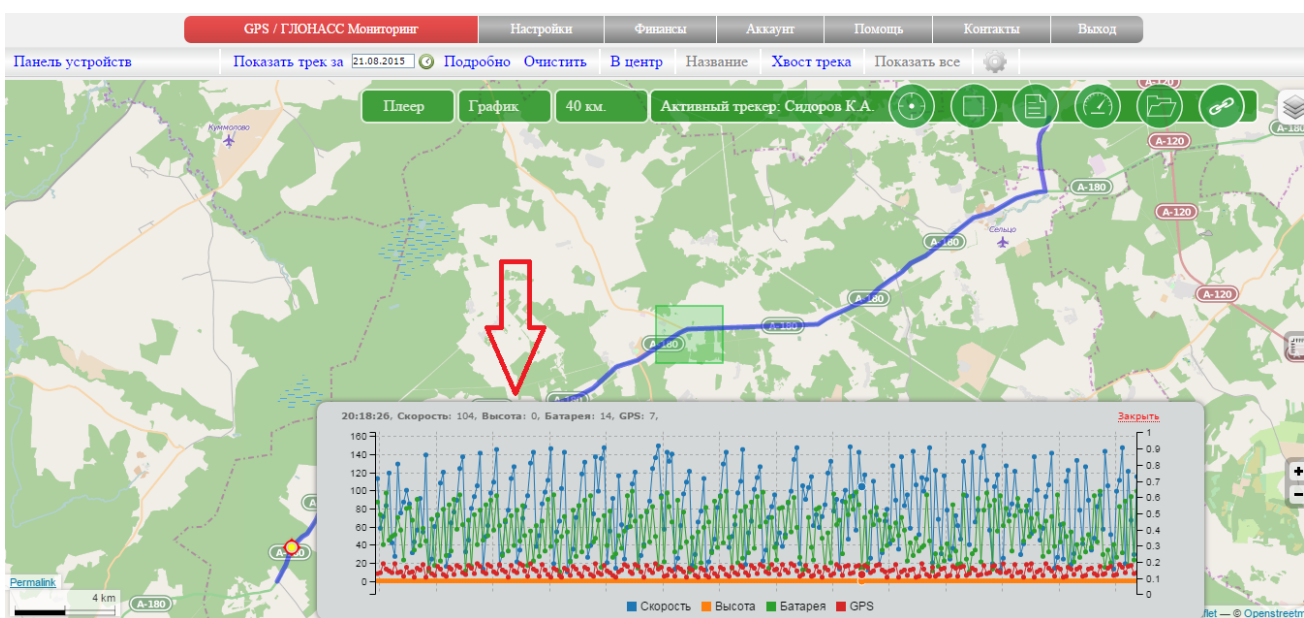 GPS / ГЛОНАСС Мониторинг Настройки Финансы Аккаунт Помощь Контакты Выход
Панель устройств Показать трек за 21.08.2015 Подробно Очистить В центр Название Хвост трека Показать все
Плеер График 40 км. Активный трекер: Сидоров К.А.
Куммолово
A-120
A-180
A-120
Сельцо
A-180
A-120
A-180
A-180
A-180
20:18:26, Скорость: 104, Высота: 0, Батарея: 14, GPS: 7, Закрыть
160
140
120
100
80
60
40
20
0
1
0.9
0.8
0.7
0.6
0.5
0.4
0.3
0.2
0.1
0
Скорость Высота Батарея GPS
+
−
Permalink
4 km
A-180
flet — © Openstreetm